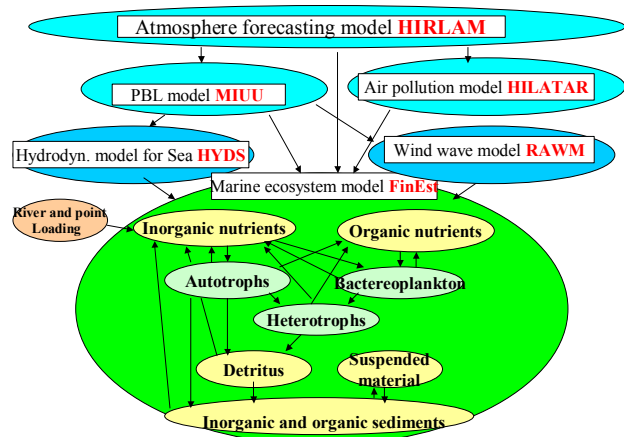 Atmosphere forecasting model HIRLAM
PBL model MIUU
Air pollution model HILATAR
Hydrodyn. model for Sea HYDS
Wind wave model RAWM
Marine ecosystem model FinEst
River and point
Loading
Inorganic nutrients
Organic nutrients
Autotrophs
Bactereoplankton
Heterotrophs
Detritus
Suspended
material
Inorganic and organic sediments